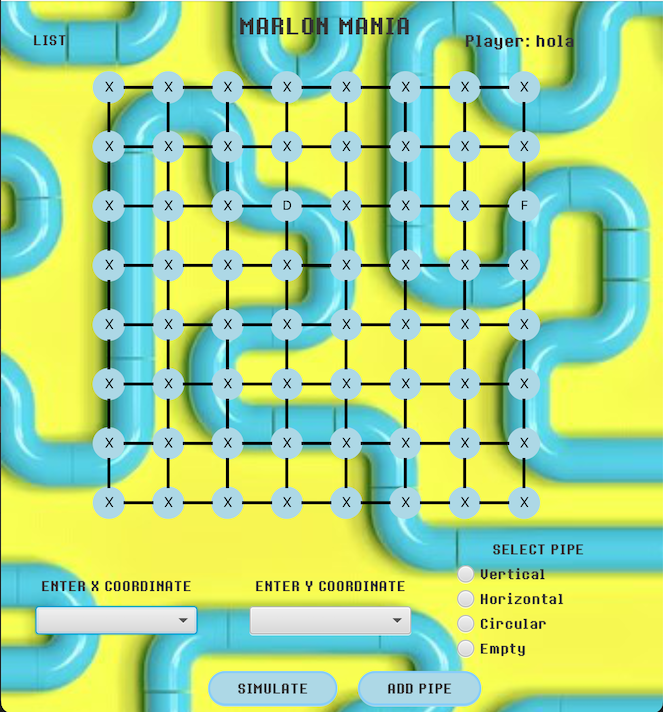 MARLON MANIA
LIST
Player: hola
X X X X X X X X
X X X X X X X X
X X X D X X X F
X X X X X X X X
X X X X X X X X
X X X X X X X X
X X X X X X X X
X X X X X X X X
SELECT PIPE
ENTER X COORDINATE
ENTER Y COORDINATE
Vertical
Horizontal
Circular
Empty
SIMULATE
ADD PIPE